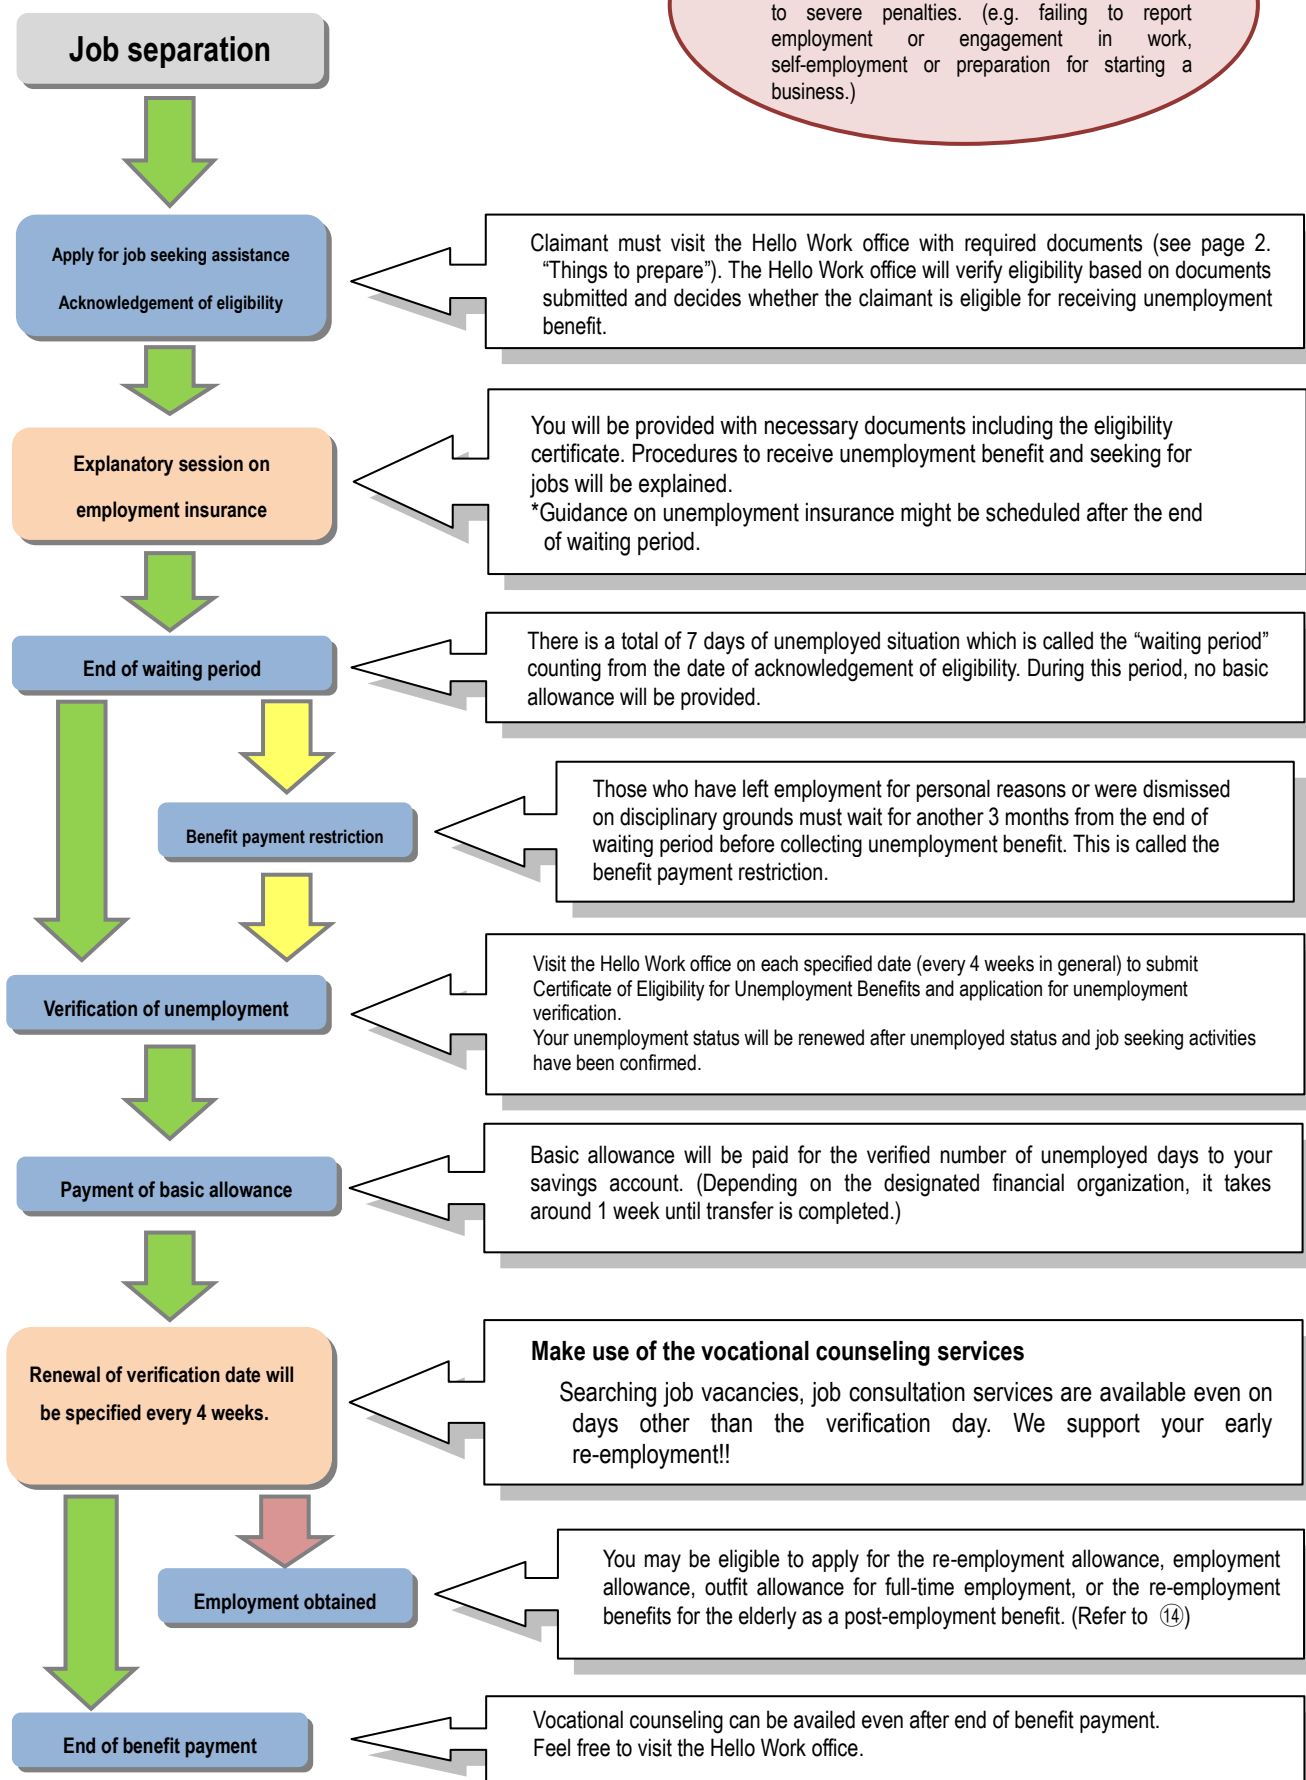 to severe penalties. (e.g. failing to report
employment or engagement in work,
self-employment or preparation for starting a
business.)
Job separation
Apply for job seeking assistance
Acknowledgement of eligibility
Claimant must visit the Hello Work office with required documents (see page 2.
“Things to prepare”). The Hello Work office will verify eligibility based on documents
submitted and decides whether the claimant is eligible for receiving unemployment
benefit.
Explanatory session on
employment insurance
You will be provided with necessary documents including the eligibility
certificate. Procedures to receive unemployment benefit and seeking for
jobs will be explained.
*Guidance on unemployment insurance might be scheduled after the end
of waiting period.
End of waiting period
There is a total of 7 days of unemployed situation which is called the “waiting period”
counting from the date of acknowledgement of eligibility. During this period, no basic
allowance will be provided.
Benefit payment restriction
Those who have left employment for personal reasons or were dismissed
on disciplinary grounds must wait for another 3 months from the end of
waiting period before collecting unemployment benefit. This is called the
benefit payment restriction.
Verification of unemployment
Visit the Hello Work office on each specified date (every 4 weeks in general) to submit
Certificate of Eligibility for Unemployment Benefits and application for unemployment
verification.
Your unemployment status will be renewed after unemployed status and job seeking activities
have been confirmed.
Payment of basic allowance
Basic allowance will be paid for the verified number of unemployed days to your
savings account. (Depending on the designated financial organization, it takes
around 1 week until transfer is completed.)
Renewal of verification date will
be specified every 4 weeks.
Make use of the vocational counseling services
Searching job vacancies, job consultation services are available even on
days other than the verification day. We support your early
re-employment!!
Employment obtained
You may be eligible to apply for the re-employment allowance, employment
allowance, outfit allowance for full-time employment, or the re-employment
benefits for the elderly as a post-employment benefit. (Refer to ⑭)
End of benefit payment
Vocational counseling can be availed even after end of benefit payment.
Feel free to visit the Hello Work office.